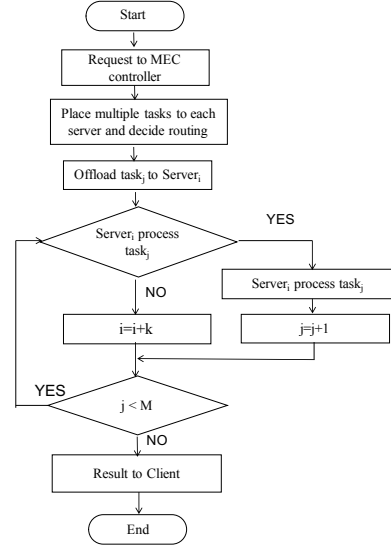 Start
Request to MEC
controller
Place multiple tasks to each
server and decide routing
Offload taskj to Serveri
Serveri process
taskj
YES
Serveri process taskj
NO
i=i+k
j=j+1
YES
j < M
NO
Result to Client
End